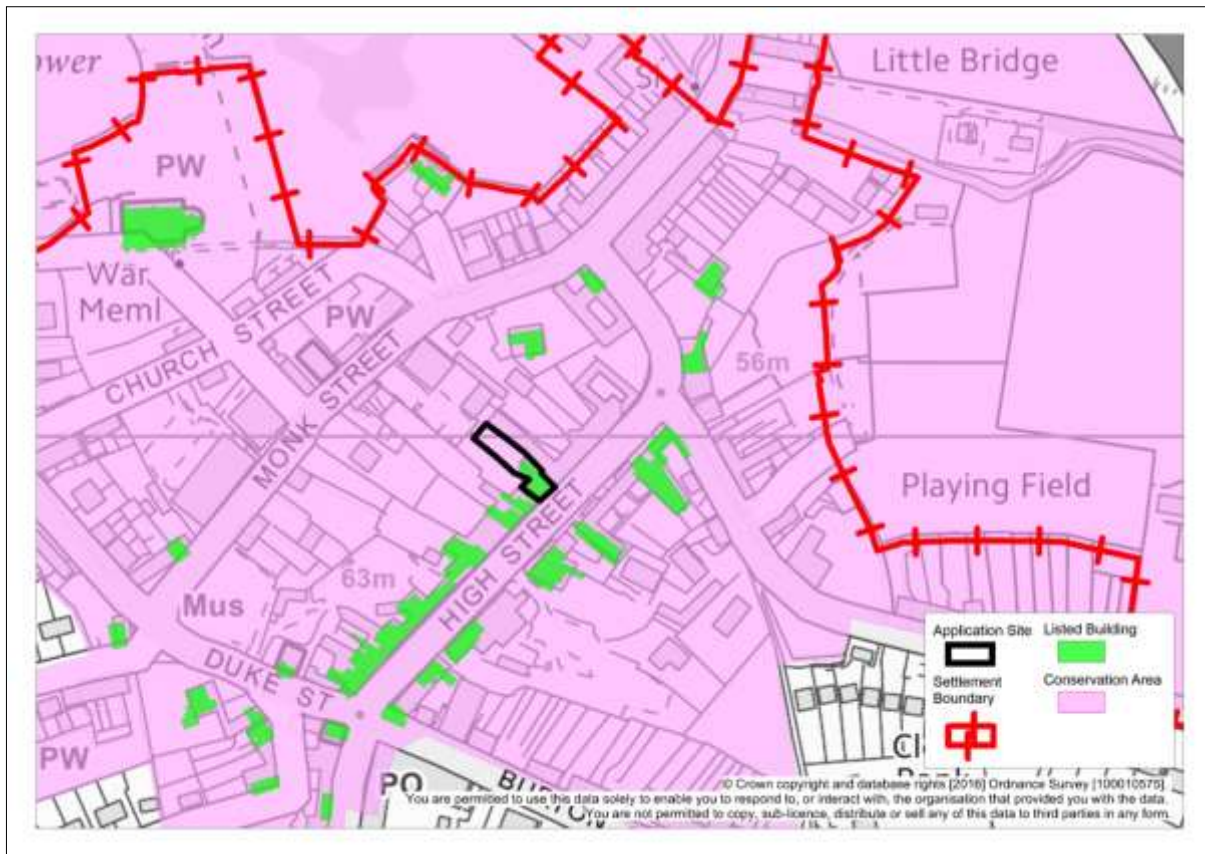 ower
Little Bridge
PW
War
Meml
CHURCH STREET
PW
MONK STREET
56m
Playing Field
HIGH STREET
63m
Mus
DUKE ST
PW
PO
Application Site
Listed Building
Settlement
Boundary
Conservation Area
© Crown copyright and database rights [2016] Ordnance Survey [100010575]
You are permitted to use this data solely to enable you to respond to, or interact with, the organisation that provided you with the data.
You are not permitted to copy, sub-licence, distribute or sell any of this data to third parties in any form.